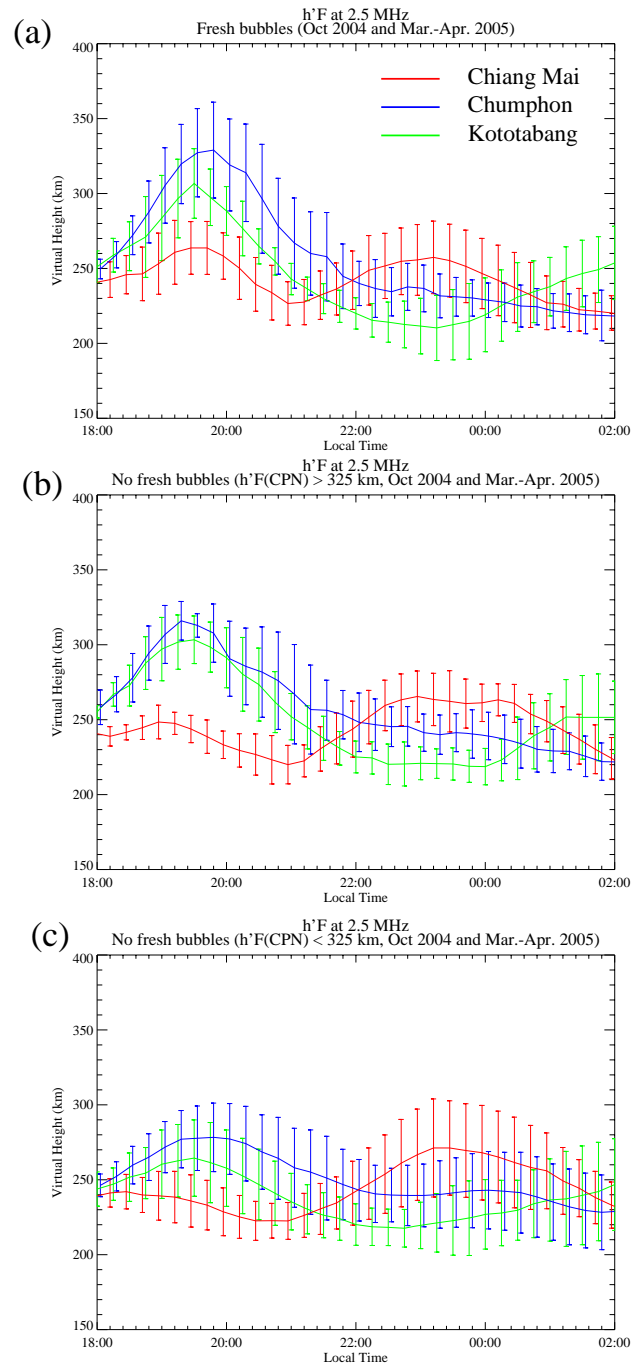 (a)
h'F at 2.5 MHz
Fresh bubbles (Oct 2004 and Mar.-Apr. 2005)
400
350
300
250
200
150
Virtual Height (km)
Chiang Mai
Chumphon
Kototabang
18:00 20:00 22:00 00:00 02:00
Local Time
(b)
h'F at 2.5 MHz
No fresh bubbles (h'F(CPN) > 325 km, Oct 2004 and Mar.-Apr. 2005)
400
350
300
250
200
150
Virtual Height (km)
18:00 20:00 22:00 00:00 02:00
Local Time
(c)
h'F at 2.5 MHz
No fresh bubbles (h'F(CPN) < 325 km, Oct 2004 and Mar.-Apr. 2005)
400
350
300
250
200
150
Virtual Height (km)
18:00 20:00 22:00 00:00 02:00
Local Time